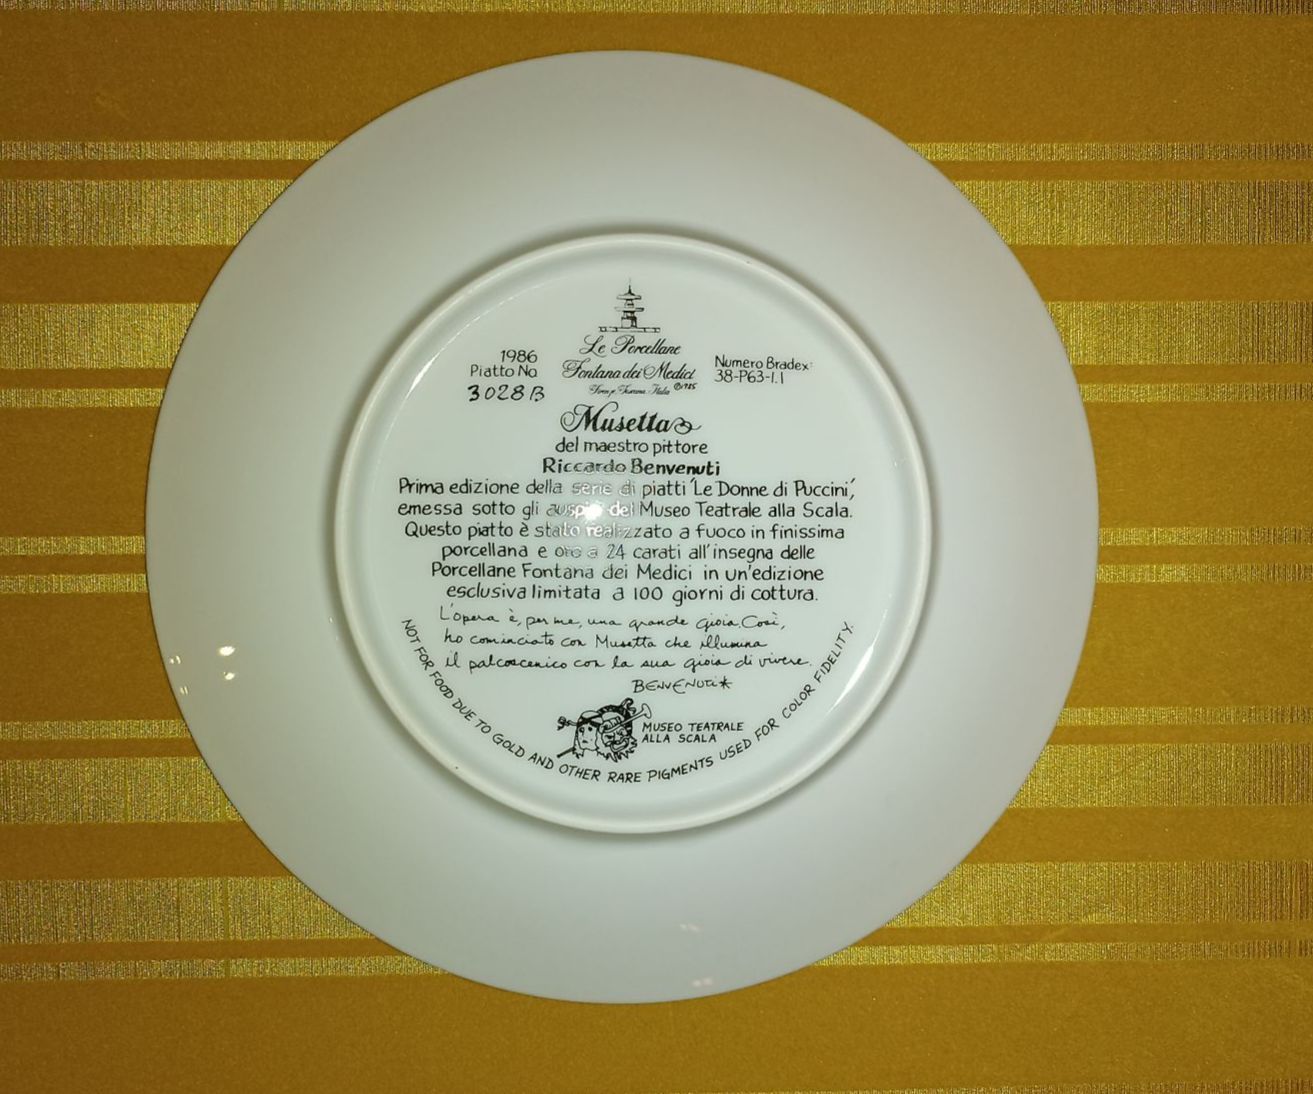 1986
Piatto No
3028B
Le Porcellane
Fontana dei Medici
©1985
Numero Bradex:
38-P63-1.1
Musetta
del maestro pittore
Riccardo Benvenuti
Prima edizione della serie di piatti ‘Le Donne di Puccini’,
emessa sotto gli auspici del Museo Teatrale alla Scala.
Questo piatto è stato realizzato a fuoco in finissima
porcellana e oro a 24 carati all'insegna delle
Porcellane Fontana dei Medici in un'edizione
esclusiva limitata a 100 giorni di cottura.
L'opera è, per me, una grande gioia. Così,
ho cominciato con Musetta che illumina
il palcoscenico con la sua gioia di vivere.
BENVENUTI*
MUSEO TEATRALE
ALLA SCALA
NOT FOR FOOD DUE TO GOLD AND OTHER RARE PIGMENTS USED FOR COLOR FIDELITY.